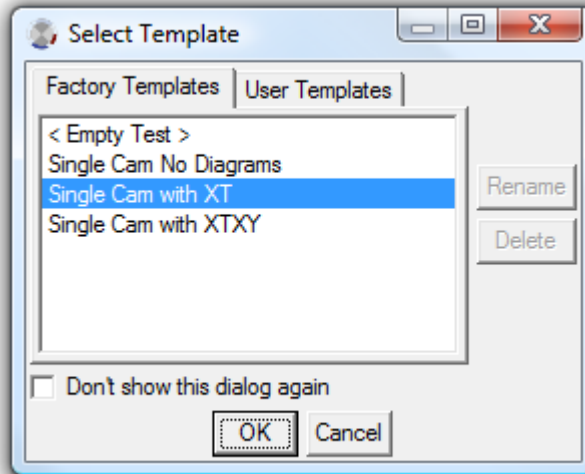 Select Template
Factory Templates
User Templates
< Empty Test >
Single Cam No Diagrams
Single Cam with XT
Single Cam with XTXY
Rename
Delete
Don't show this dialog again
OK
Cancel